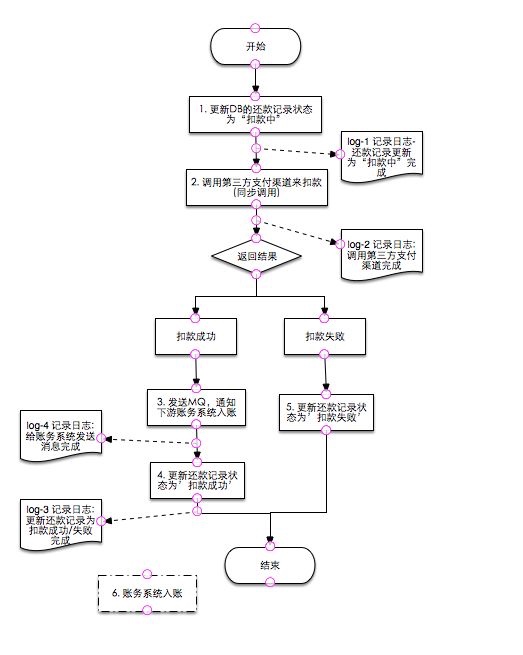 开始
1. 更新DB的还款记录状态
为“扣款中”
log-1 记录日志-
还款记录更新
为“扣款中”完
成
2. 调用第三方支付渠道来扣款
(同步调用)
log-2 记录日志:
调用第三方支付
渠道完成
返回结果
扣款成功
扣款失败
3. 发送MQ，通知
下游账务系统入账
5. 更新还款记录状
态为’扣款失败’
log-4 记录日志:
给账务系统发送
消息完成
4. 更新还款记录状
态为’扣款成功’
log-3 记录日志:
更新还款记录为
扣款成功/失败
完成
结束
6. 账务系统入账